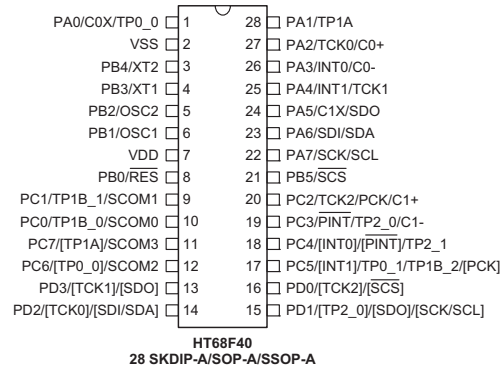 PA0/C0X/TP0_0 1 28 PA1/TP1A
VSS 2 27 PA2/TCK0/C0+
PB4/XT2 3 26 PA3/INT0/C0-
PB3/XT1 4 25 PA4/INT1/TCK1
PB2/OSC2 5 24 PA5/C1X/SDO
PB1/OSC1 6 23 PA6/SDI/SDA
VDD 7 22 PA7/SCK/SCL
PB0/RES 8 21 PB5/SCS
PC1/TP1B_1/SCOM1 9 20 PC2/TCK2/PCK/C1+
PC0/TP1B_0/SCOM0 10 19 PC3/PINT/TP2_0/C1-
PC7/[TP1A]/SCOM3 11 18 PC4/[INT0]/[PINT]/TP2_1
PC6/[TP0_0]/SCOM2 12 17 PC5/[INT1]/TP0_1/TP1B_2/[PCK]
PD3/[TCK1]/[SDO] 13 16 PD0/[TCK2]/[SCS]
PD2/[TCK0]/[SDI/SDA] 14 15 PD1/[TP2_0]/[SDO]/[SCK/SCL]
HT68F40
28 SKDIP-A/SOP-A/SSOP-A